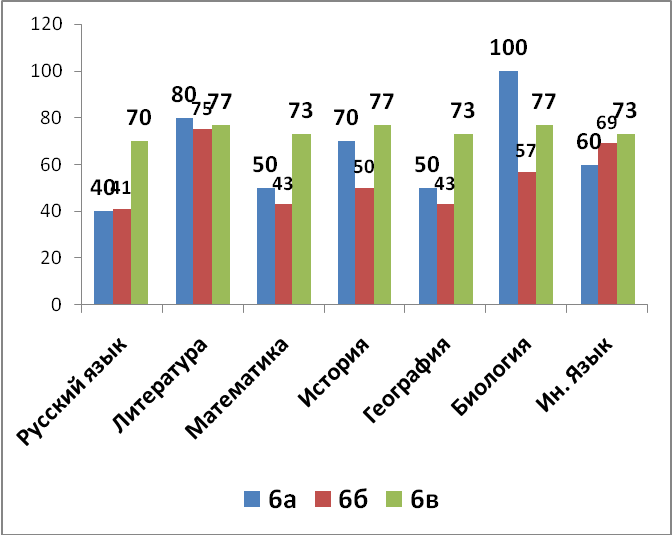 120
100
80
60
40
20
0
40 41 70
80 75 77
50 43 73
70 50 77
50 43 73
100 57 77
60 69 73
Русский язык
Литература
Математика
История
География
Биология
Ин. Язык
6а 6б 6в